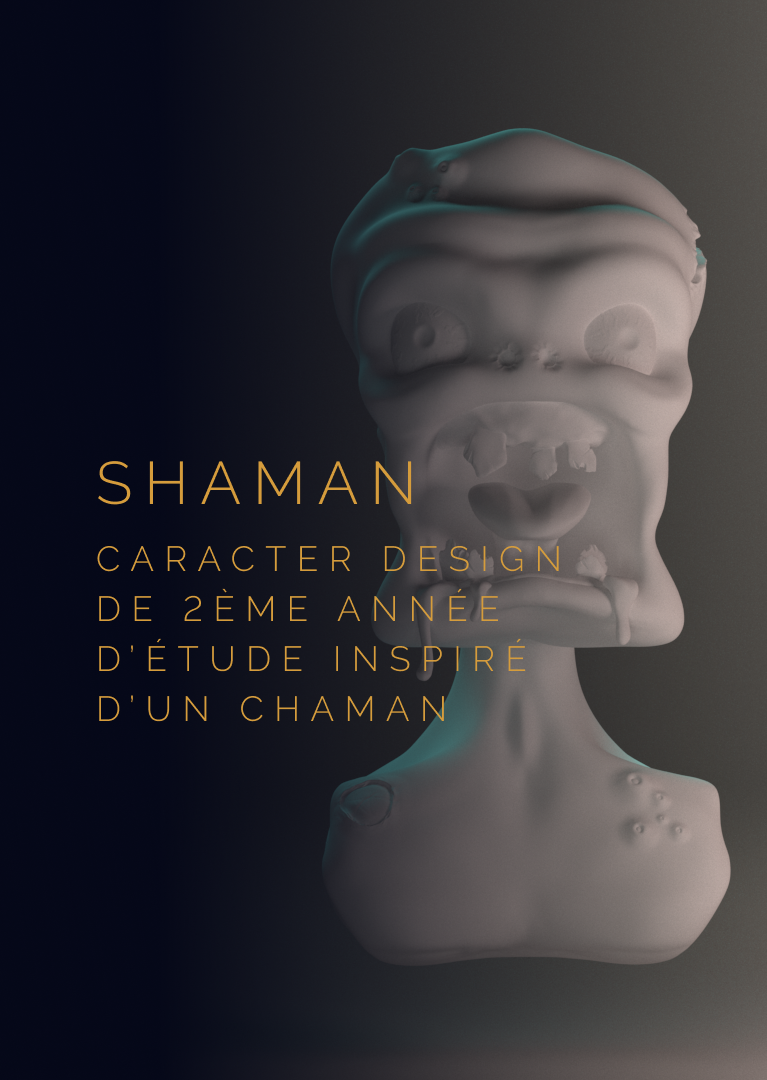 SHAMAN
CARACTER DESIGN
DE 2ÈME ANNÉE
D'ÉTUDE INSPIRÉ
D'UN CHAMAN